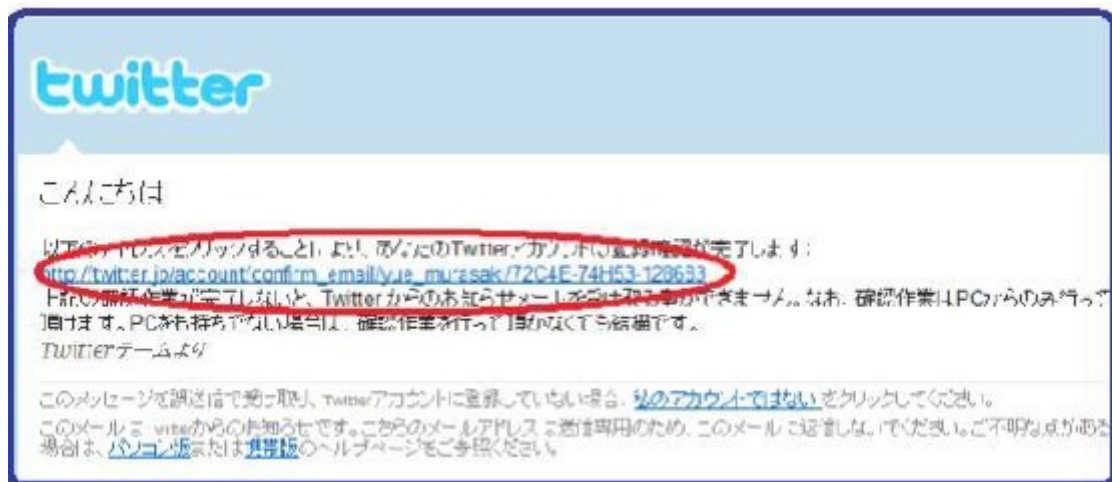 twitter
こんにちは
以下のアドレスをクリックすることにより、あなたのTwitterアカウントの登録確認が完了します:
http://twitter.jp/account/confirm_email/yue_murasaki/72C4E-74H53-128633
上記の確認作業が完了しないと、Twitterからのお知らせメールを受け取る事ができません。なお、確認作業はPCからのみ行って
頂けます。PCをお持ちでない場合は、確認作業を行って頂かなくても結構です。
Twitterチームより
このメッセージを誤送信で受け取り、Twitterアカウントに登録していない場合、私のアカウントではない をクリックしてください。
このメールは、Twitterからのお知らせです。こちらのメールアドレスは送信専用のため、このメールに返信しないでください。ご不明な点がある
場合は、パソコン版または携帯版のヘルプページをご参照ください。